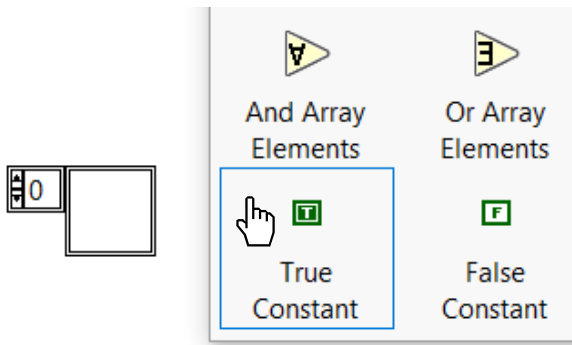 ∀
∃
And Array
Elements
Or Array
Elements
0
T
F
True
Constant
False
Constant